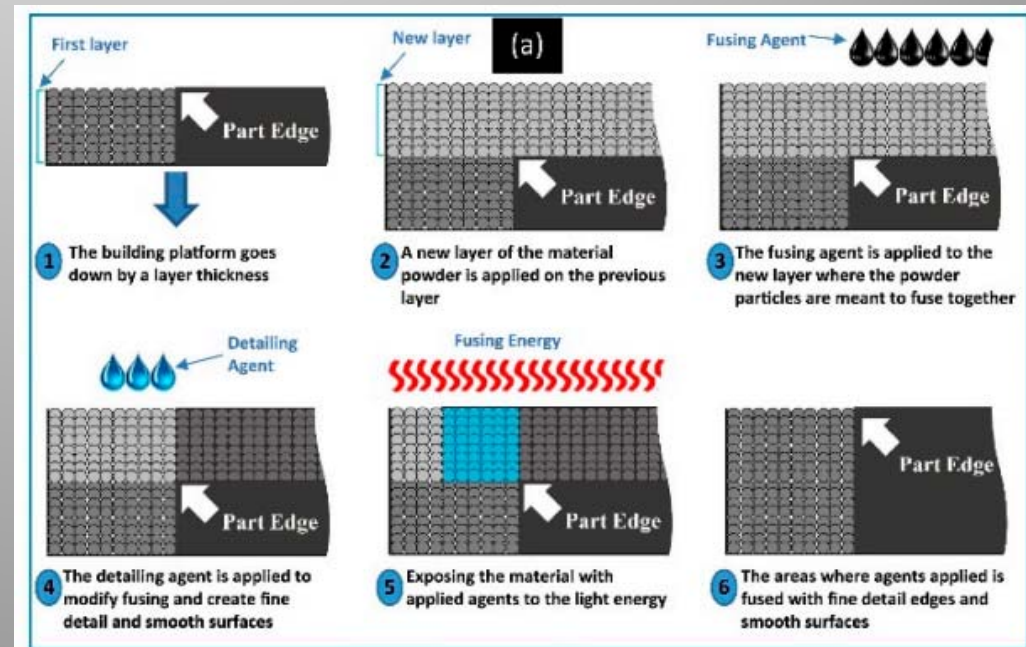 First layer
Part Edge
1
The building platform goes
down by a layer thickness
New layer
(a)
Part Edge
2
A new layer of the material
powder is applied on the previous
layer
Fusing Agent
Part Edge
3
The fusing agent is applied to the
new layer where the powder
particles are meant to fuse together
Detailing
Agent
Part Edge
4
The detailing agent is applied to
modify fusing and create fine
detail and smooth surfaces
Fusing Energy
Part Edge
5
Exposing the material with
applied agents to the light energy
Part Edge
6
The areas where agents applied is
fused with fine detail edges and
smooth surfaces